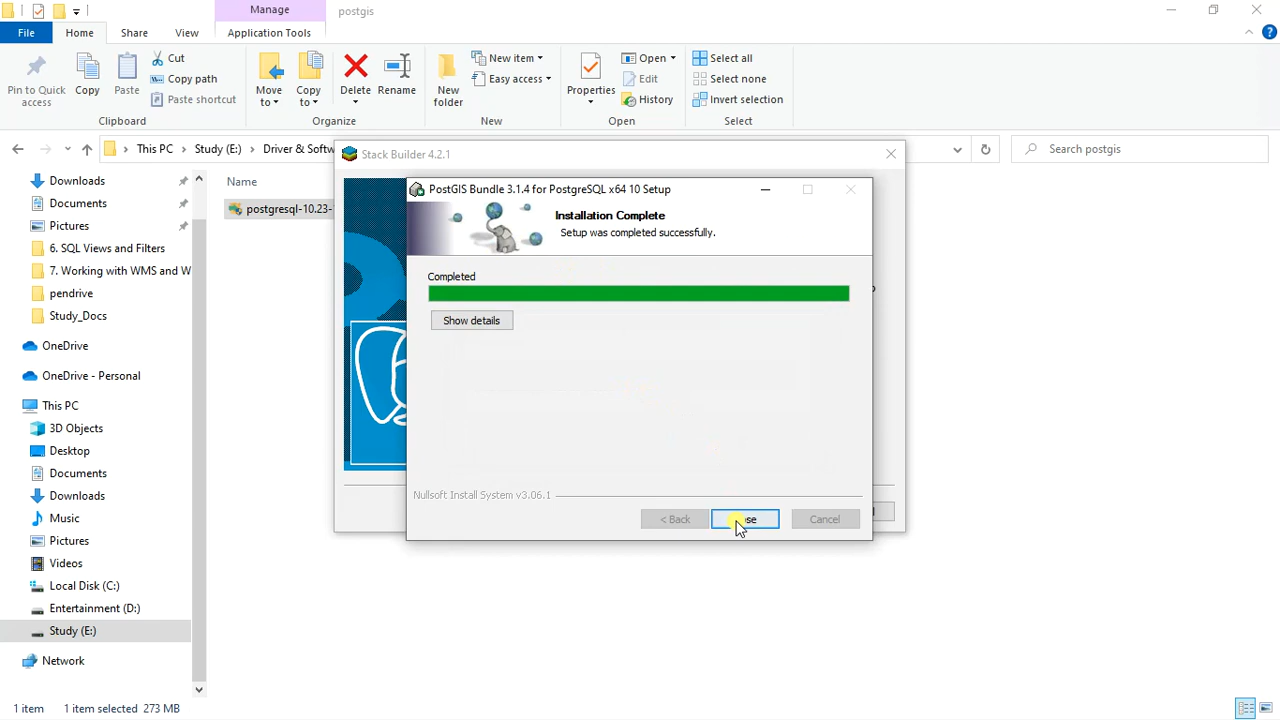 Manage
postgis
File
Home
Share
View
Application Tools
Pin to Quick access
Copy
Paste
Cut
Copy path
Paste shortcut
Clipboard
Move to
Copy to
Delete
Rename
Organize
New folder
New item
Easy access
New
Properties
Open
Edit
History
Open
Select all
Select none
Invert selection
Select
This PC
Study (E:)
Driver & Softw
Search postgis
Downloads
Documents
Pictures
6. SQL Views and Filters
7. Working with WMS and W
pendrive
Study_Docs
OneDrive
OneDrive - Personal
This PC
3D Objects
Desktop
Documents
Downloads
Music
Pictures
Videos
Local Disk (C:)
Entertainment (D:)
Study (E:)
Network
Name
postgresql-10.23-
Stack Builder 4.2.1
PostGIS Bundle 3.1.4 for PostgreSQL x64 10 Setup
Installation Complete
Setup was completed successfully.
Completed
Show details
Nullsoft Install System v3.06.1
< Back
Cancel
1 item
1 item selected 273 MB